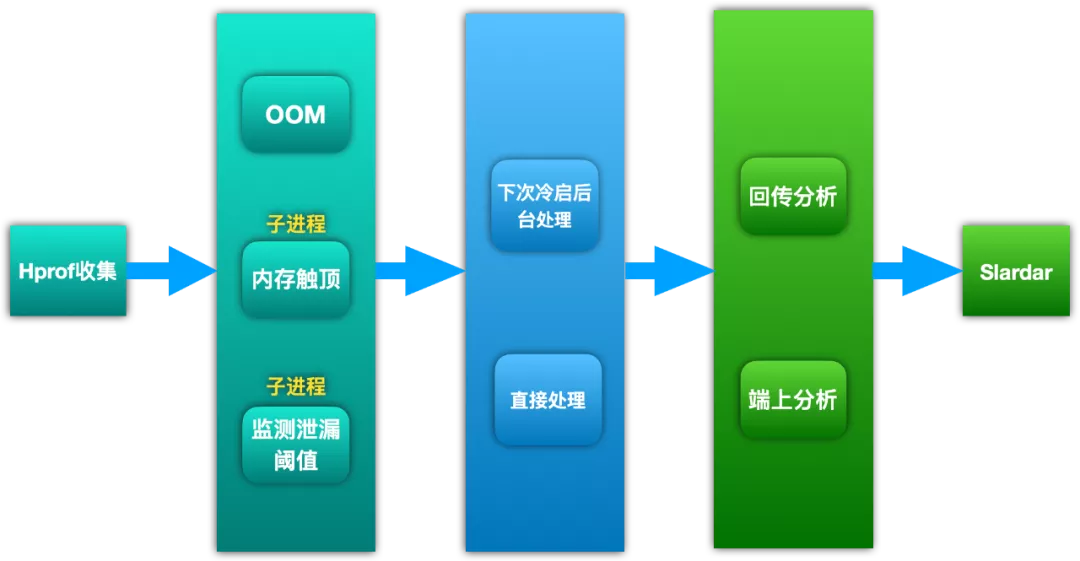 Hprof收集
OOM
子进程
内存触顶
子进程
监测泄漏
阈值
下次冷启后
台处理
直接处理
回传分析
端上分析
Slardar